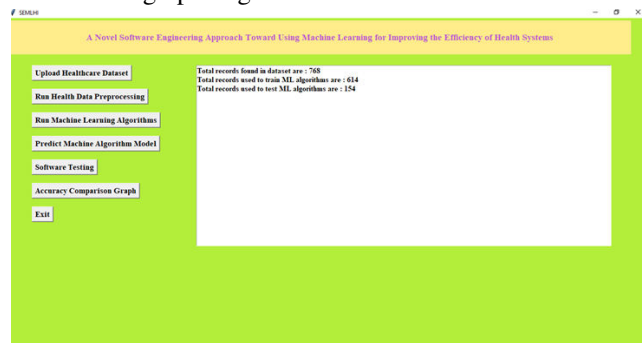 SEMLHI
A Novel Software Engineering Approach Toward Using Machine Learning for Improving the Efficiency of Health Systems
Upload Healthcare Dataset
Run Health Data Preprocessing
Run Machine Learning Algorithms
Predict Machine Algorithm Model
Software Testing
Accuracy Comparison Graph
Exit
Total records found in dataset are : 768
Total records used to train ML algorithms are : 614
Total records used to test ML algorithms are : 154